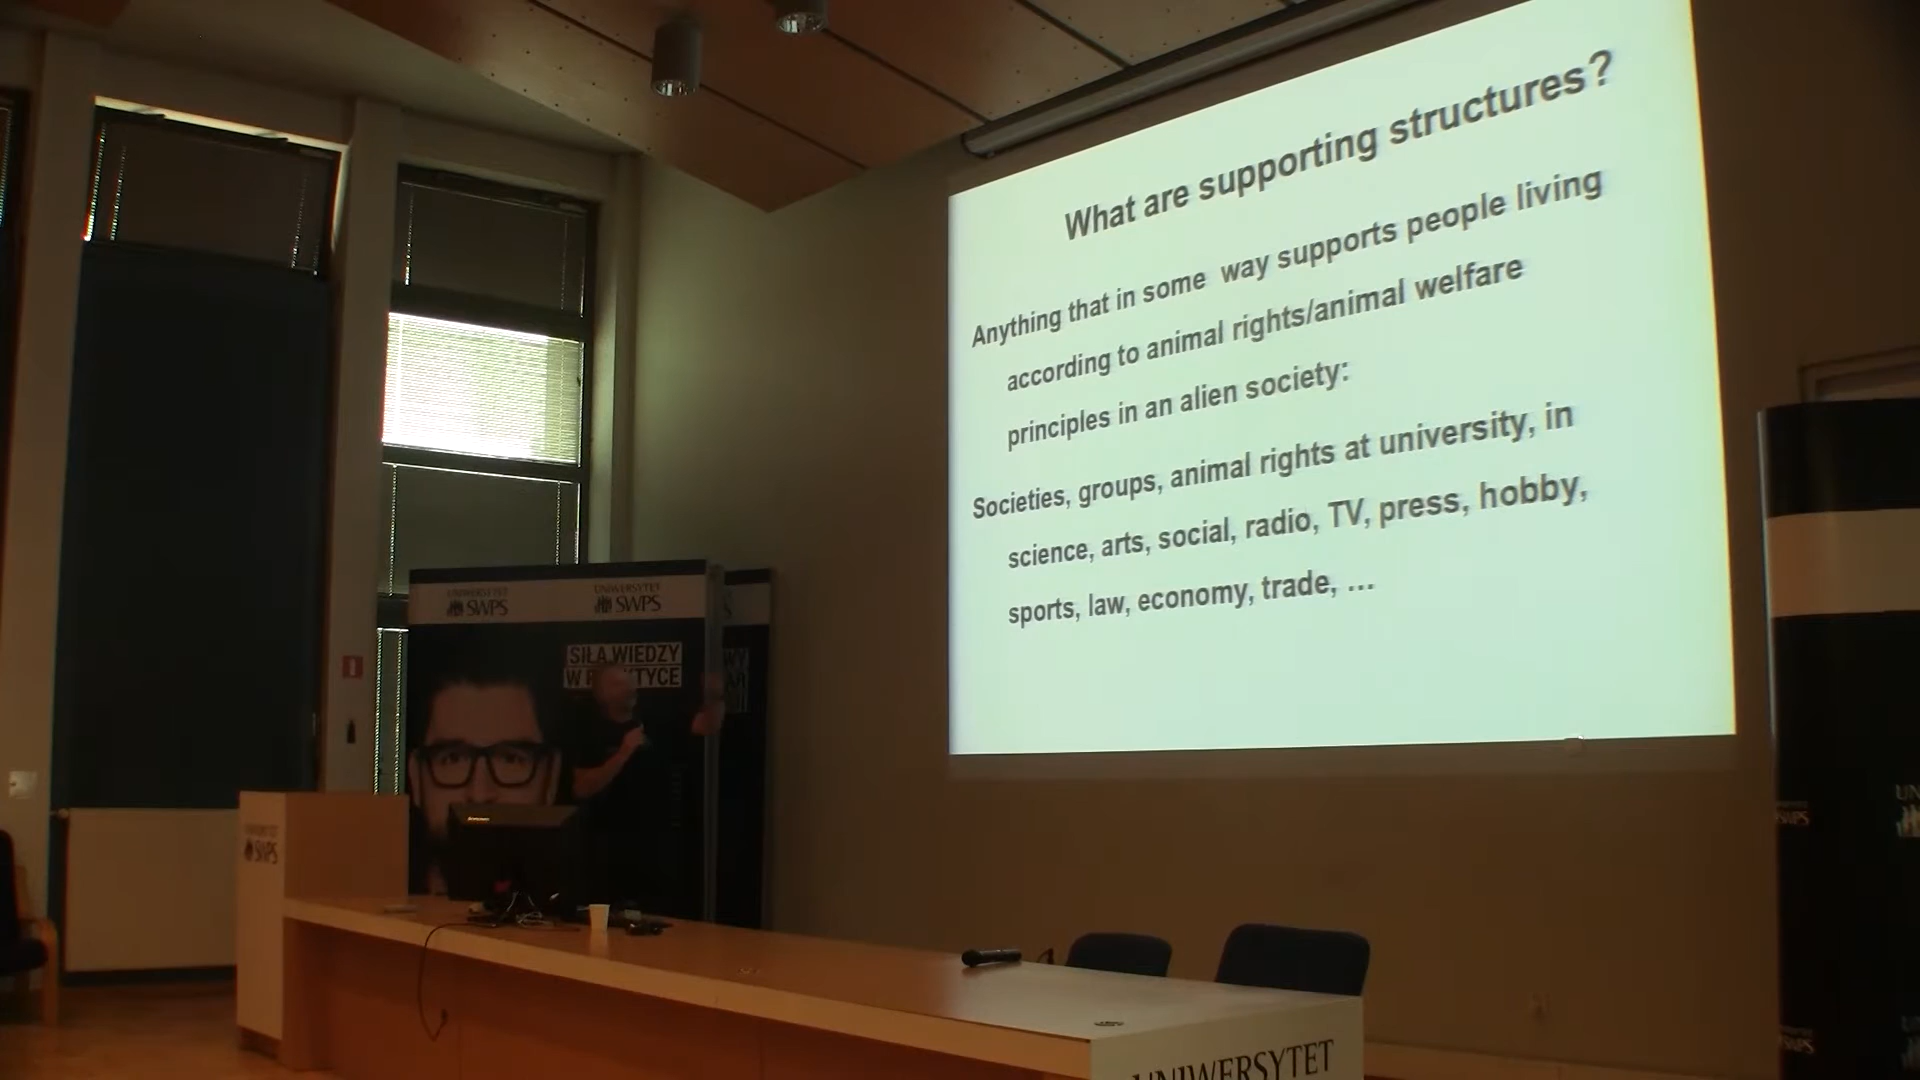 What are supporting structures?
Anything that in some way supports people living
according to animal rights/animal welfare
principles in an alien society:
Societies, groups, animal rights at university, in
science, arts, social, radio, TV, press, hobby,
sports, law, economy, trade, ...
UNIWERSYTET
SWPS
UNIWERSYTET
SWPS
SIŁA WIEDZY
SWPS
UNIWERSYTET
SWPS
SWPS